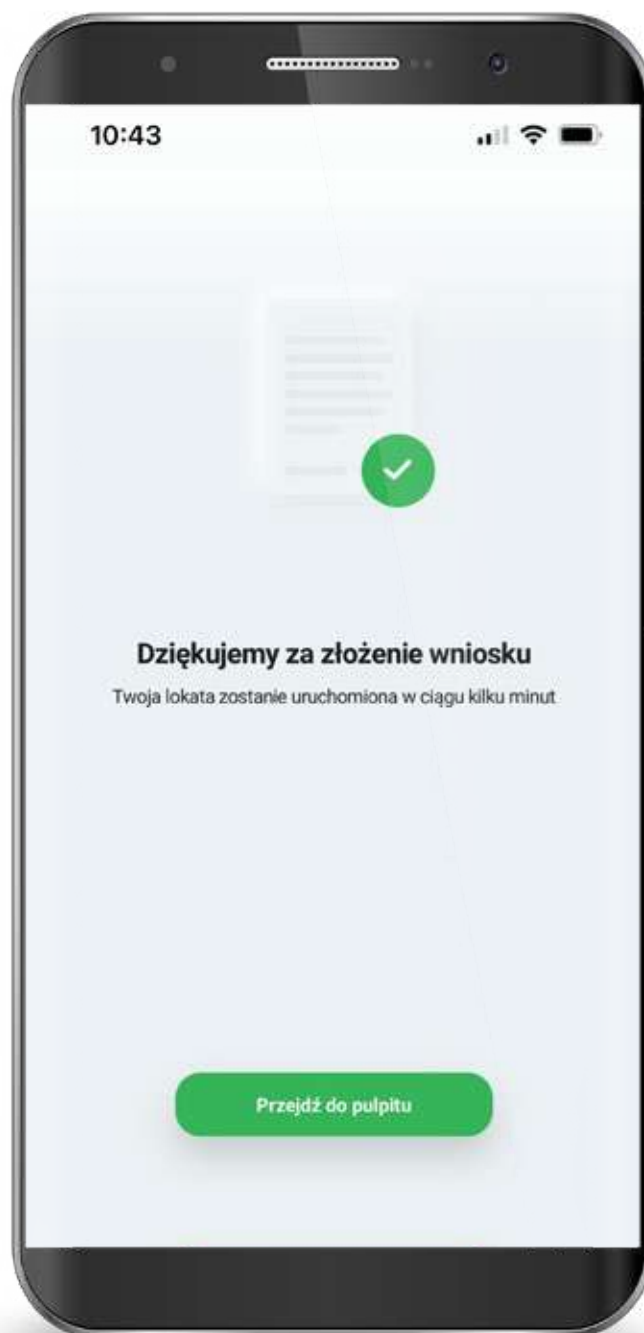 10:43
Dziękujemy za złożenie wniosku
Twoja lokata zostanie uruchomiona w ciągu kilku minut
Przejdź do pulpitu